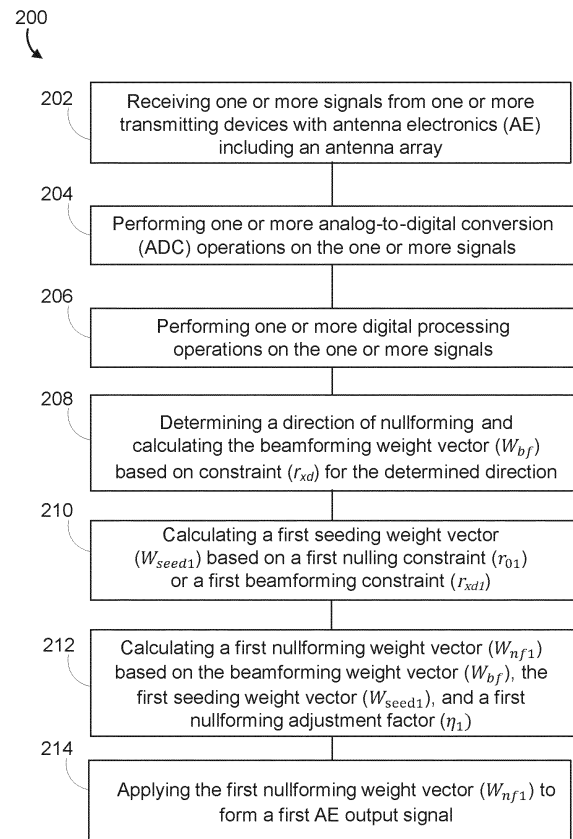 200
202
Receiving one or more signals from one or more
transmitting devices with antenna electronics (AE)
including an antenna array
204
Performing one or more analog-to-digital conversion
(ADC) operations on the one or more signals
206
Performing one or more digital processing
operations on the one or more signals
208
Determining a direction of nullforming and
calculating the beamforming weight vector (W_bf)
based on constraint (r_xd) for the determined direction
210
Calculating a first seeding weight vector
(W_seed1) based on a first nulling constraint (r_01)
or a first beamforming constraint (r_xd1)
212
Calculating a first nullforming weight vector (W_nf1)
based on the beamforming weight vector (W_bf), the
first seeding weight vector (W_seed1), and a first
nullforming adjustment factor (η_1)
214
Applying the first nullforming weight vector (W_nf1) to
form a first AE output signal